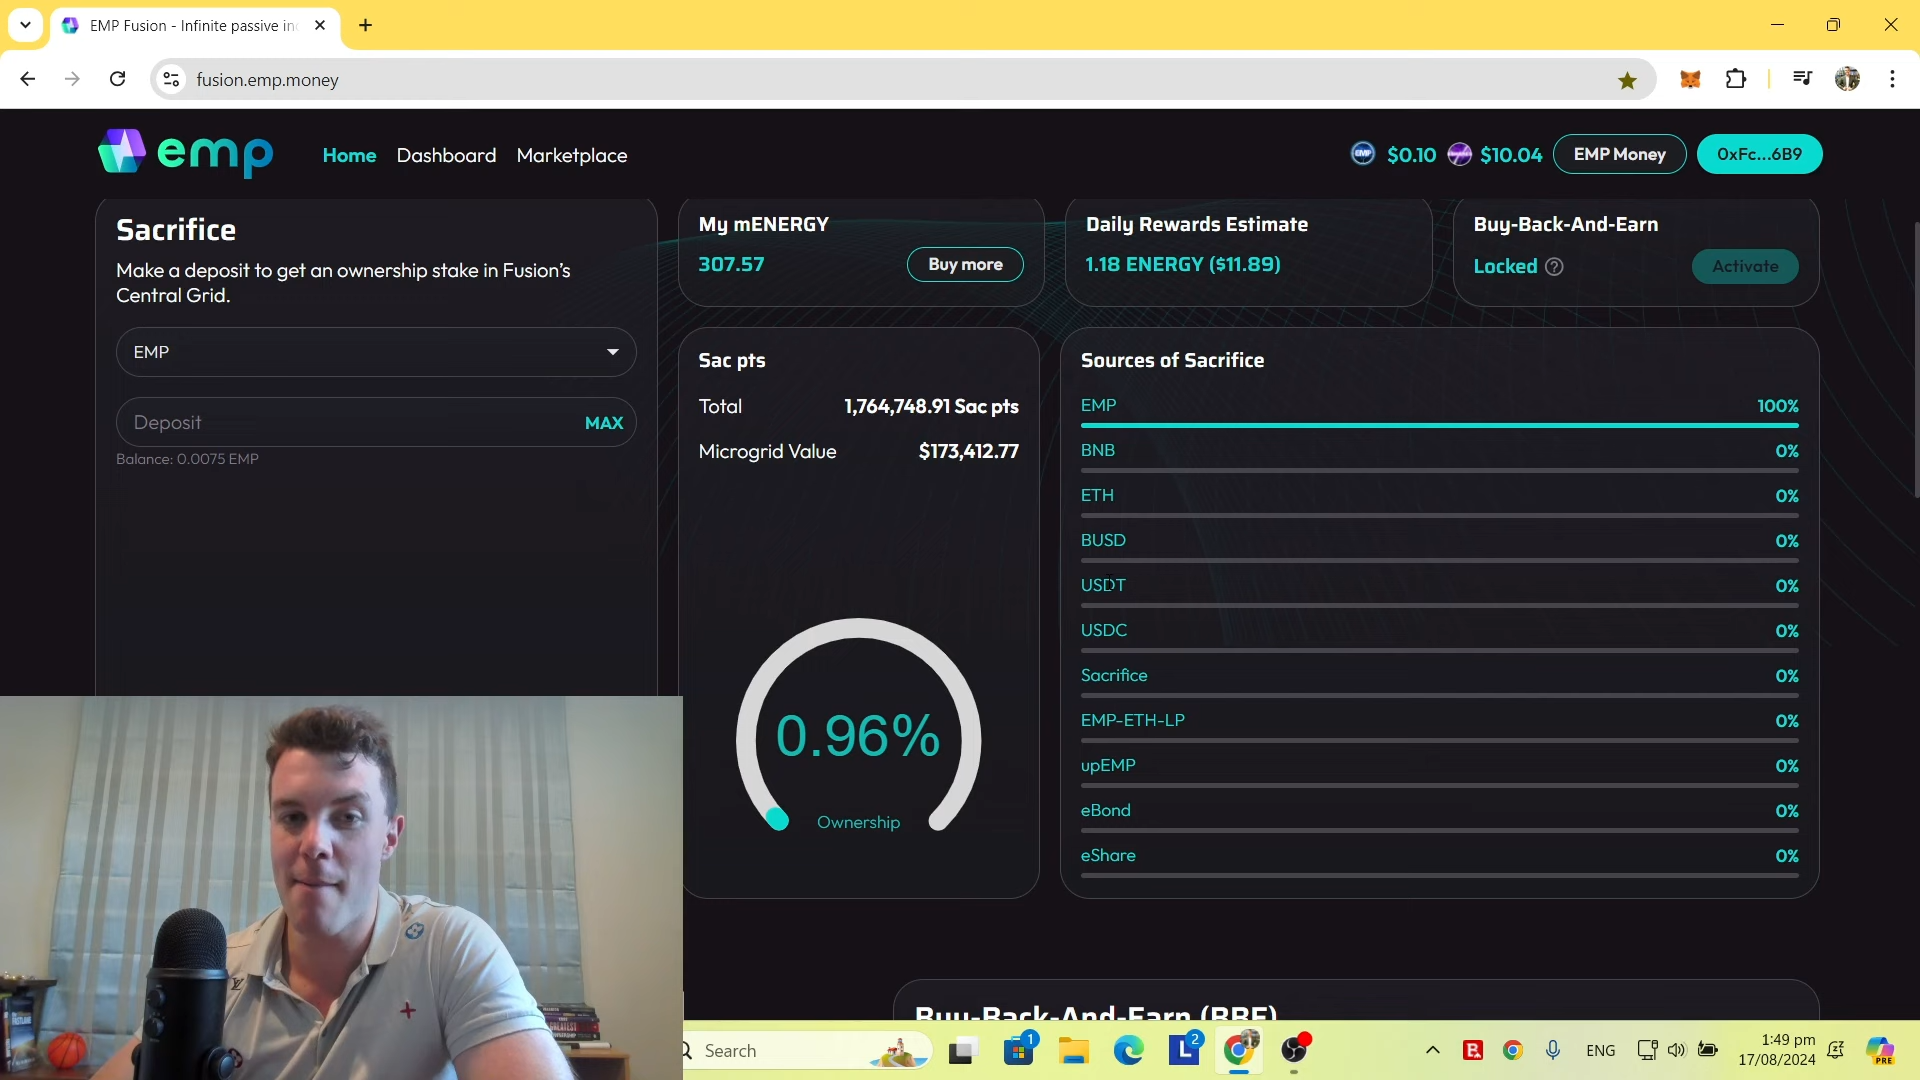 EMP Fusion - Infinite passive in
fusion.emp.money
emp
Home
Dashboard
Marketplace
EMP
$0.10
$10.04
EMP Money
0xFc...6B9
Sacrifice
Make a deposit to get an ownership stake in Fusion's
Central Grid.
EMP
Deposit
MAX
Balance: 0.0075 EMP
My mENERGY
307.57
Buy more
Daily Rewards Estimate
1.18 ENERGY ($11.89)
Buy-Back-And-Earn
Locked
?
Activate
Sac pts
Total
1,764,748.91 Sac pts
Microgrid Value
$173,412.77
0.96%
Ownership
Sources of Sacrifice
EMP 100%
BNB 0%
ETH 0%
BUSD 0%
USDT 0%
USDC 0%
Sacrifice 0%
EMP-ETH-LP 0%
upEMP 0%
eBond 0%
eShare 0%
Buy-Back-And-Earn (BBE)
Search
1
L
2
ENG
1:49 pm
17/08/2024
PRE